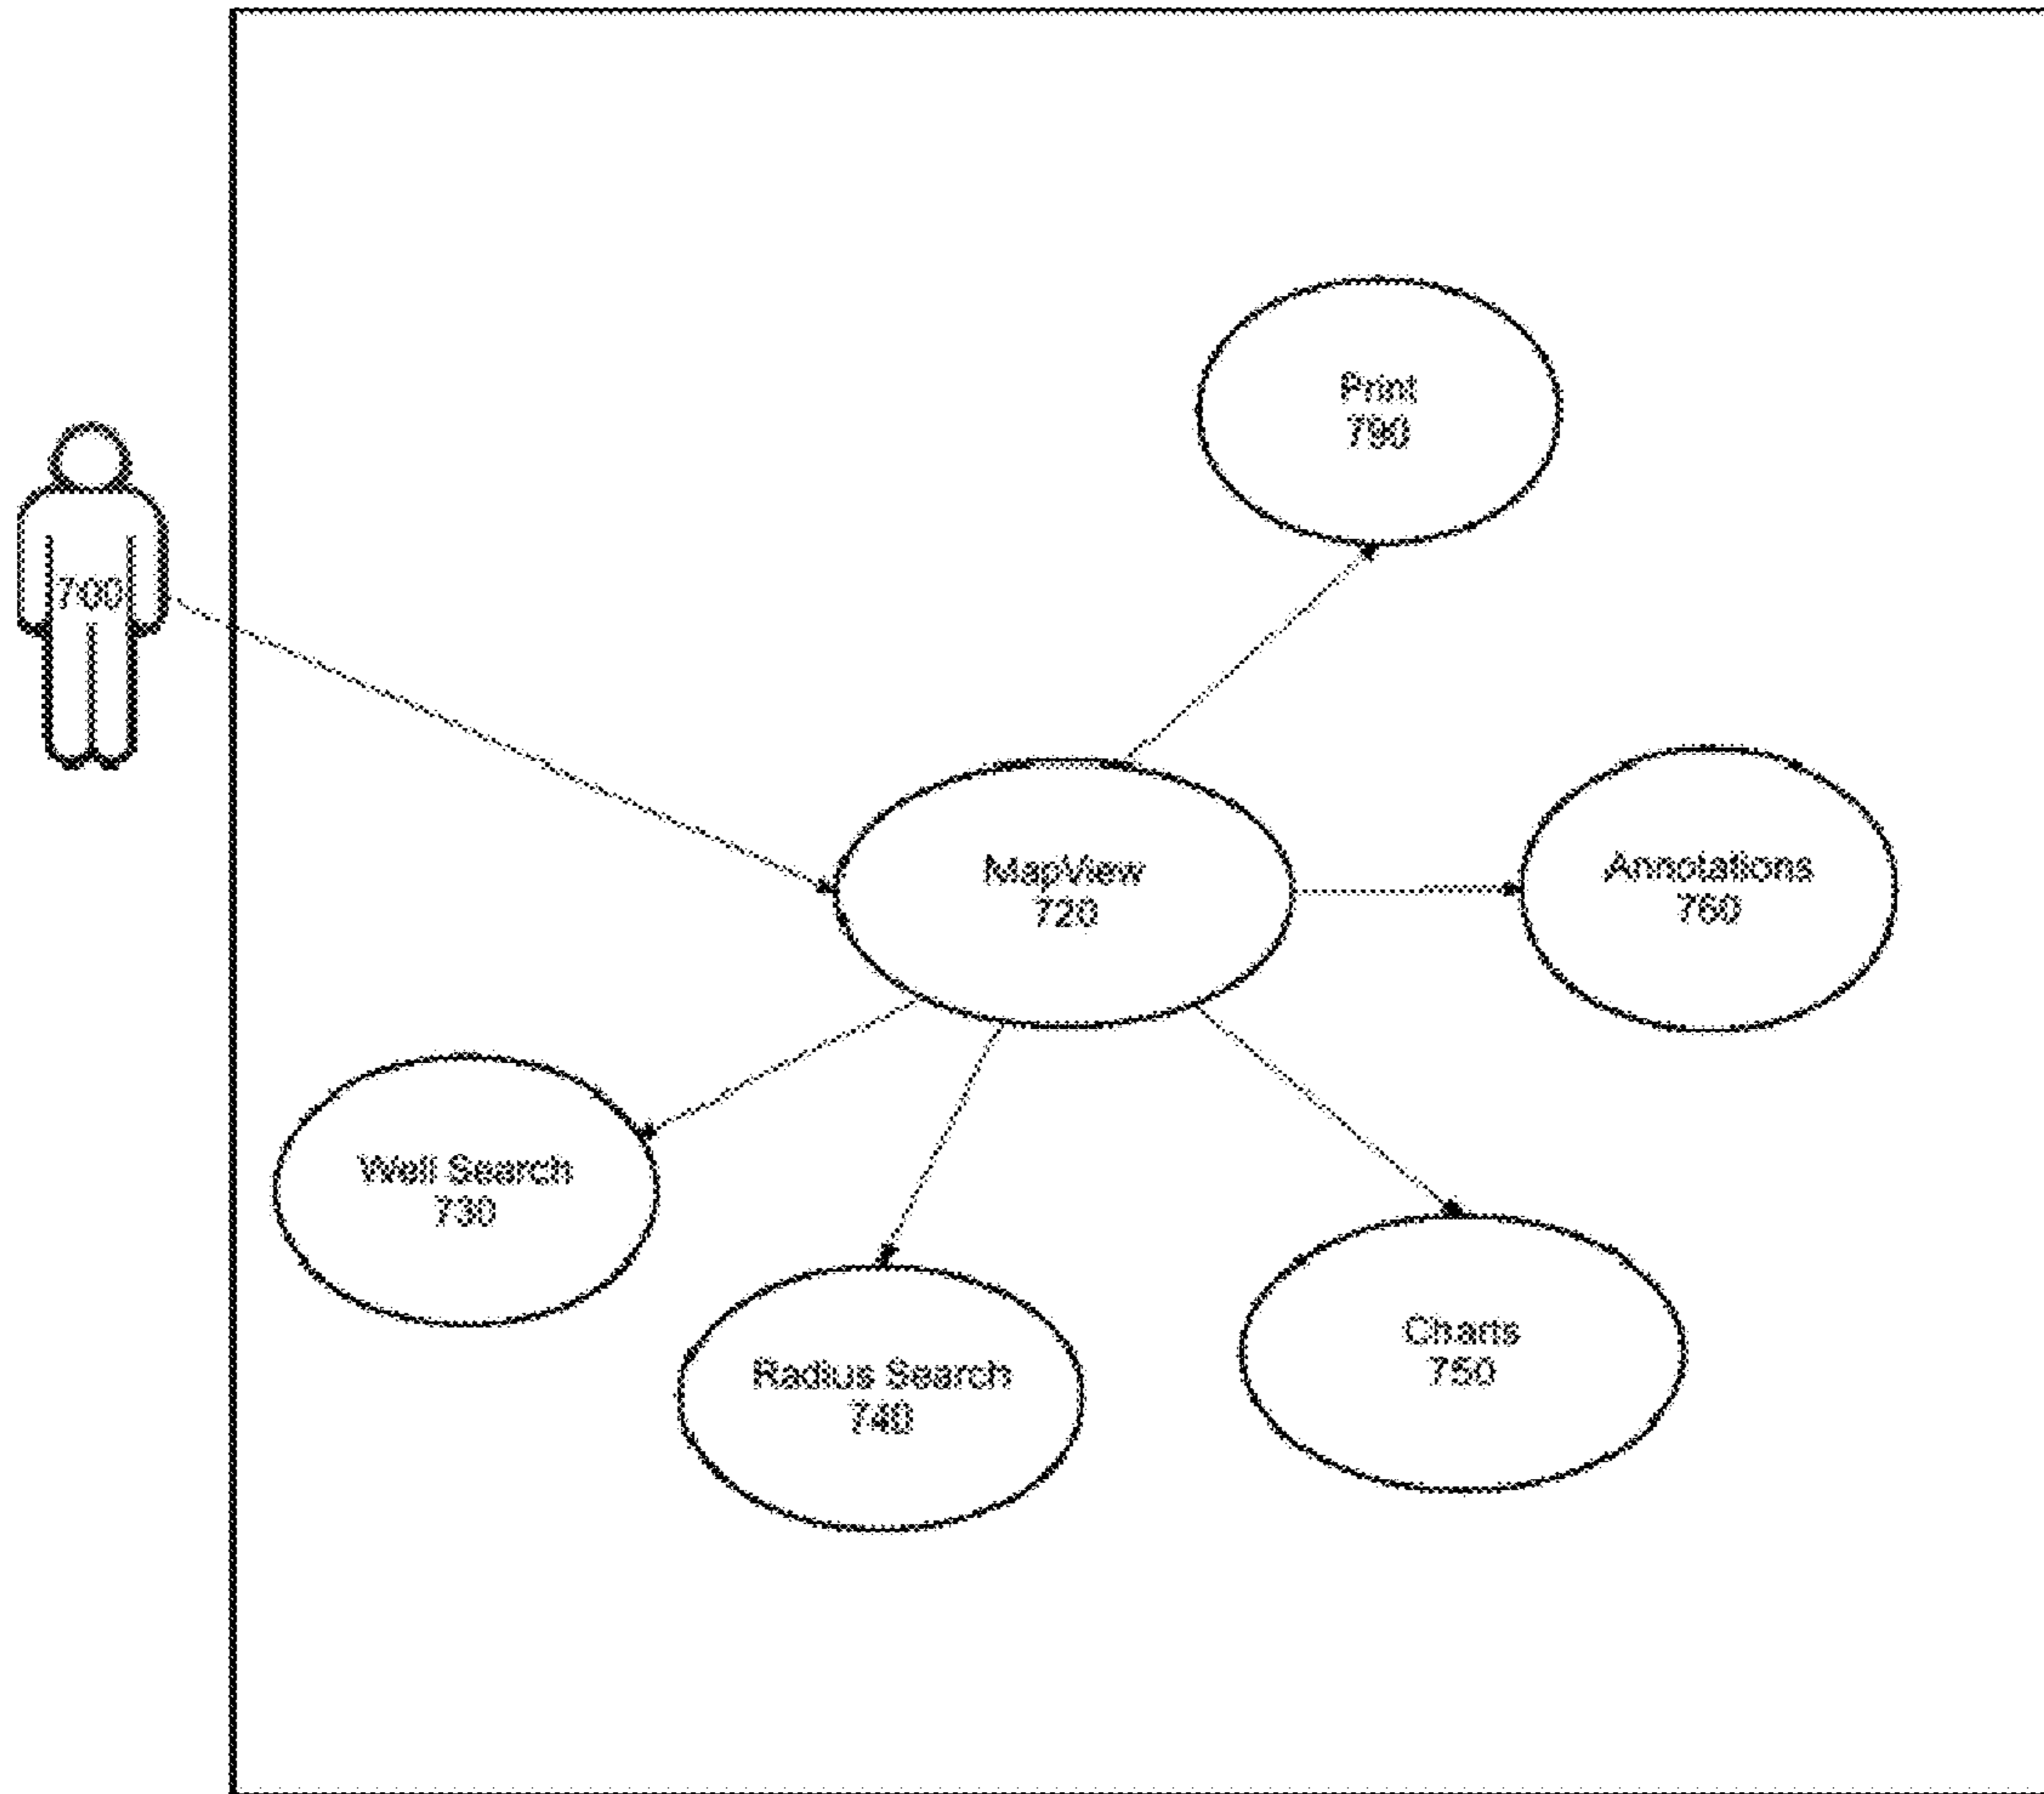 Print
790
700
MapView
720
Annotations
760
Well Search
730
Radius Search
740
Charts
750